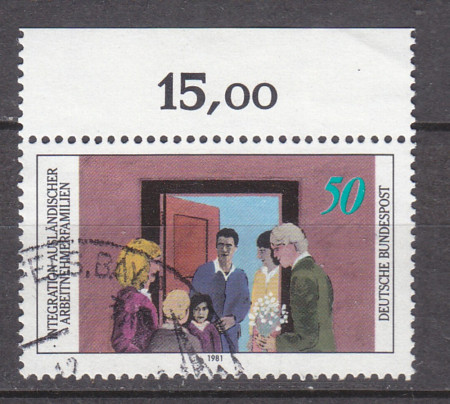 15,00
INTEGRATION AUSLÄNDISCHER
ARBEITNEHMERFAMILIEN
50
DEUTSCHE BUNDESPOST
1981